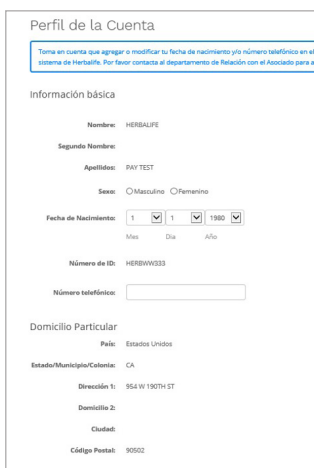 Perfil de la Cuenta
Toma en cuenta que agregar o modificar tu fecha de nacimiento y/o número telefónico en el
sistema de Herbalife. Por favor contacta al departamento de Relación con el Asociado para a
Información básica
Nombre: HERBALIFE
Segundo Nombre:
Apellidos: PAY TEST
Sexo: Masculino Femenino
Fecha de Nacimiento: 1 1 1980
Mes Dia Año
Número de ID: HERBWW333
Número telefónico:
Domicilio Particular
País: Estados Unidos
Estado/Municipio/Colonia: CA
Dirección 1: 954 W 190TH ST
Domicilio 2:
Ciudad:
Código Postal: 90502